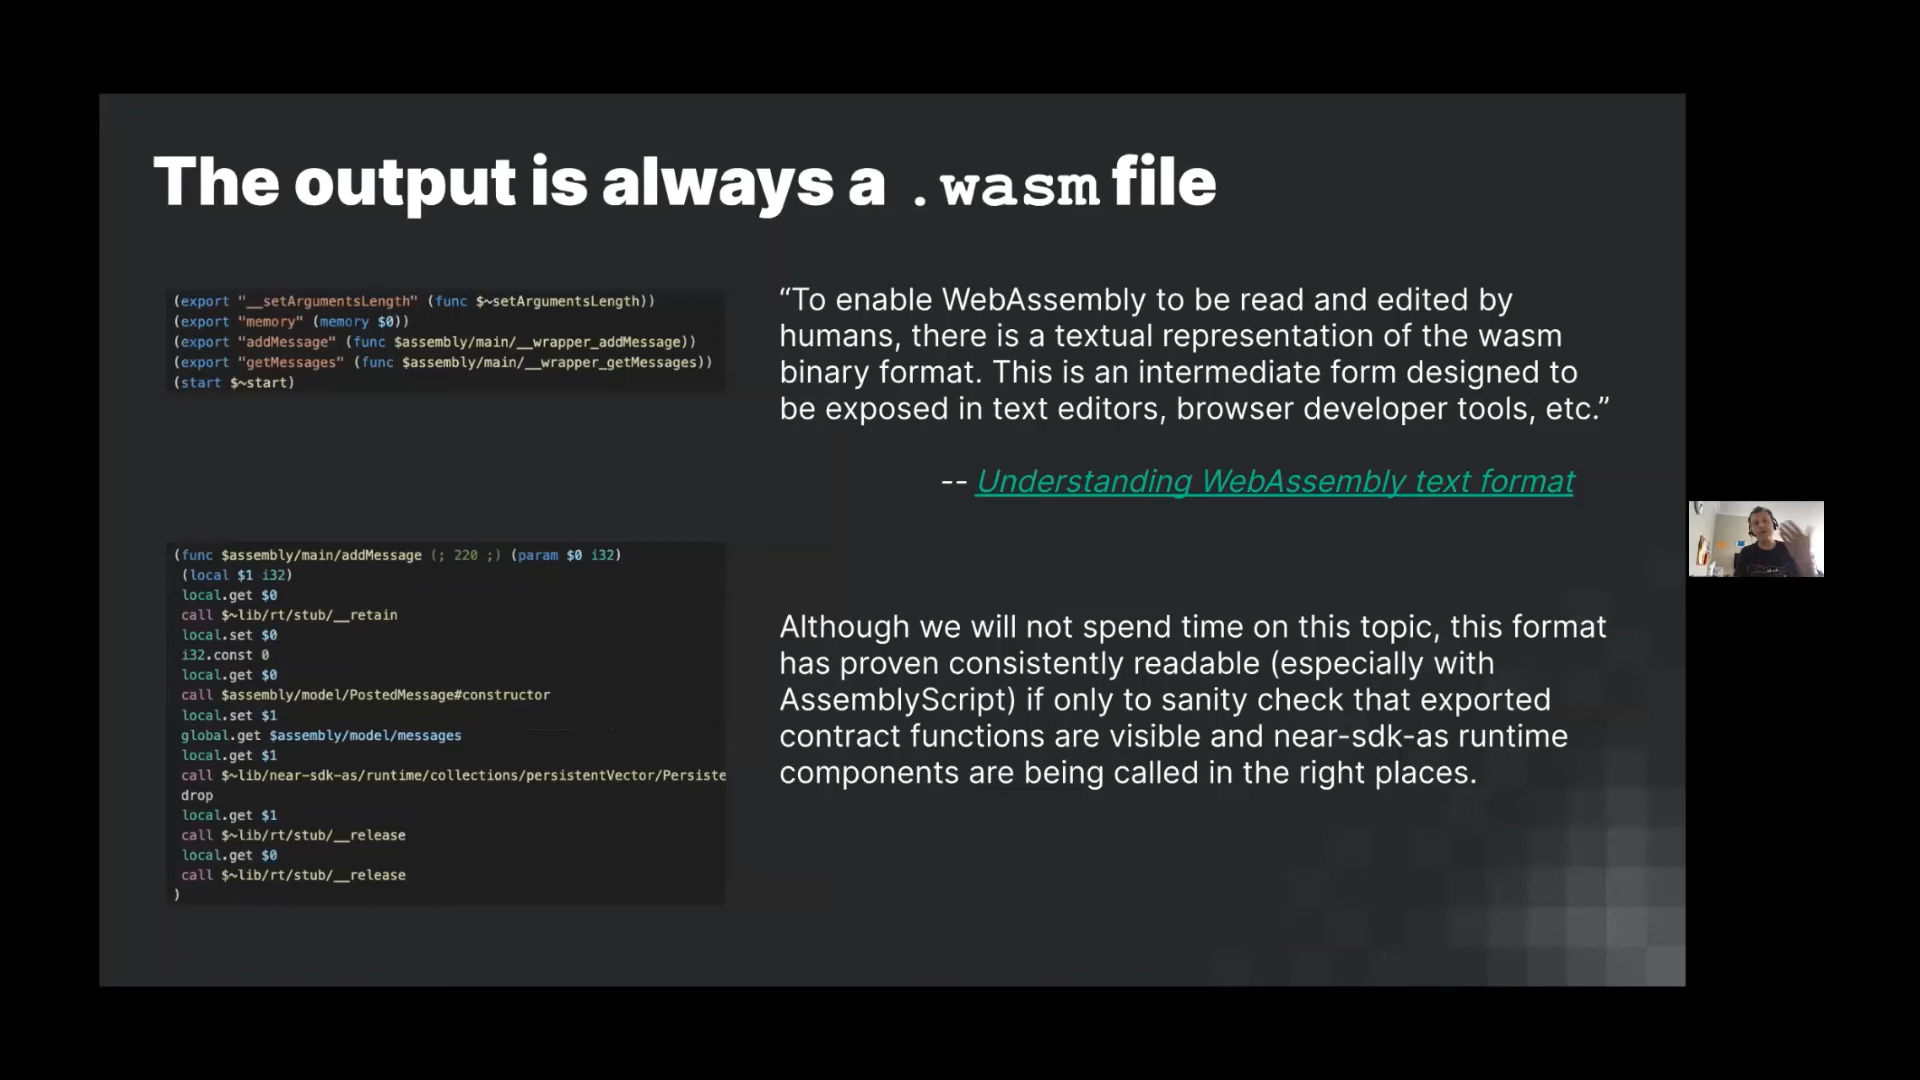 The output is always a .wasm file
(export "__setArgumentsLength" (func $~setArgumentsLength))
(export "memory" (memory $0))
(export "addMessage" (func $assembly/main/__wrapper_addMessage))
(export "getMessages" (func $assembly/main/__wrapper_getMessages))
(start $~start)
“To enable WebAssembly to be read and edited by
humans, there is a textual representation of the wasm
binary format. This is an intermediate form designed to
be exposed in text editors, browser developer tools, etc.”
-- Understanding WebAssembly text format
(func $assembly/main/addMessage (; 220 ;) (param $0 i32)
(local $1 i32)
local.get $0
call $~lib/rt/stub/__retain
local.set $0
i32.const 0
local.get $0
call $assembly/model/PostedMessage#constructor
local.set $1
global.get $assembly/model/messages
local.get $1
call $~lib/near-sdk-as/runtime/collections/persistentVector/Persiste
drop
local.get $1
call $~lib/rt/stub/__release
local.get $0
call $~lib/rt/stub/__release
)
Although we will not spend time on this topic, this format
has proven consistently readable (especially with
AssemblyScript) if only to sanity check that exported
contract functions are visible and near-sdk-as runtime
components are being called in the right places.